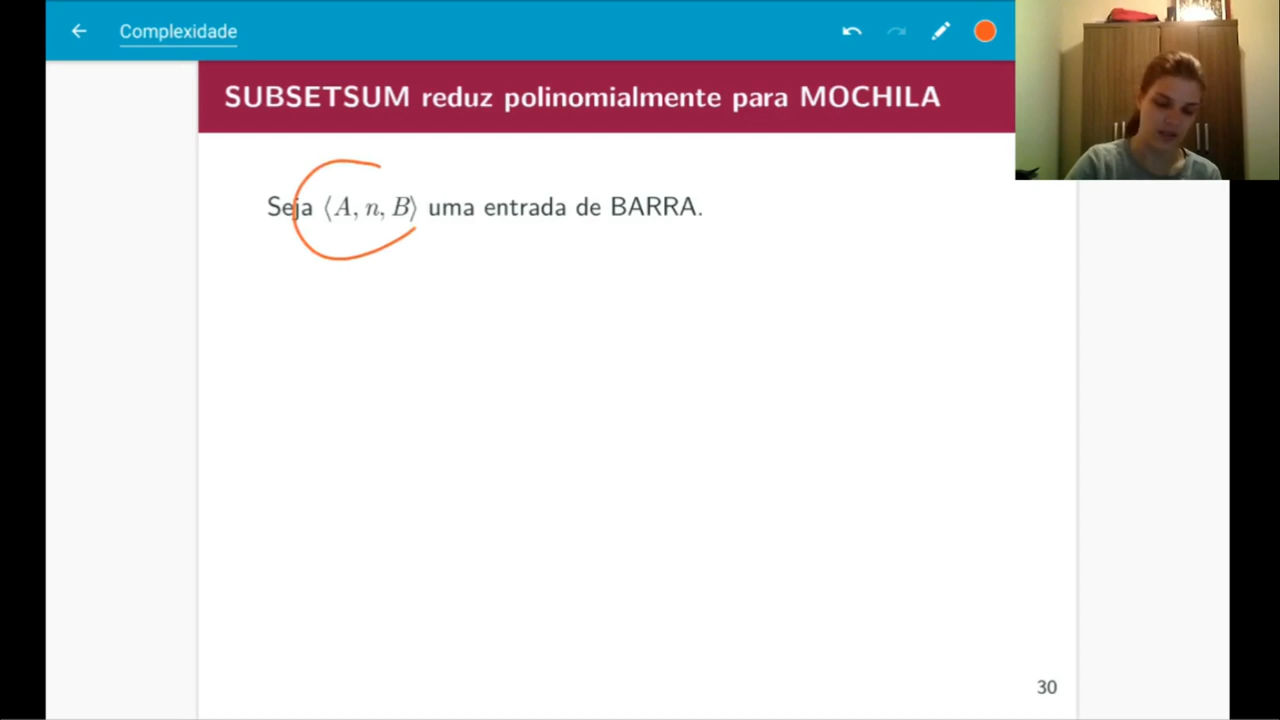 Complexidade
SUBSETSUM reduz polinomialmente para MOCHILA
Seja ⟨A, n, B⟩ uma entrada de BARRA.
30